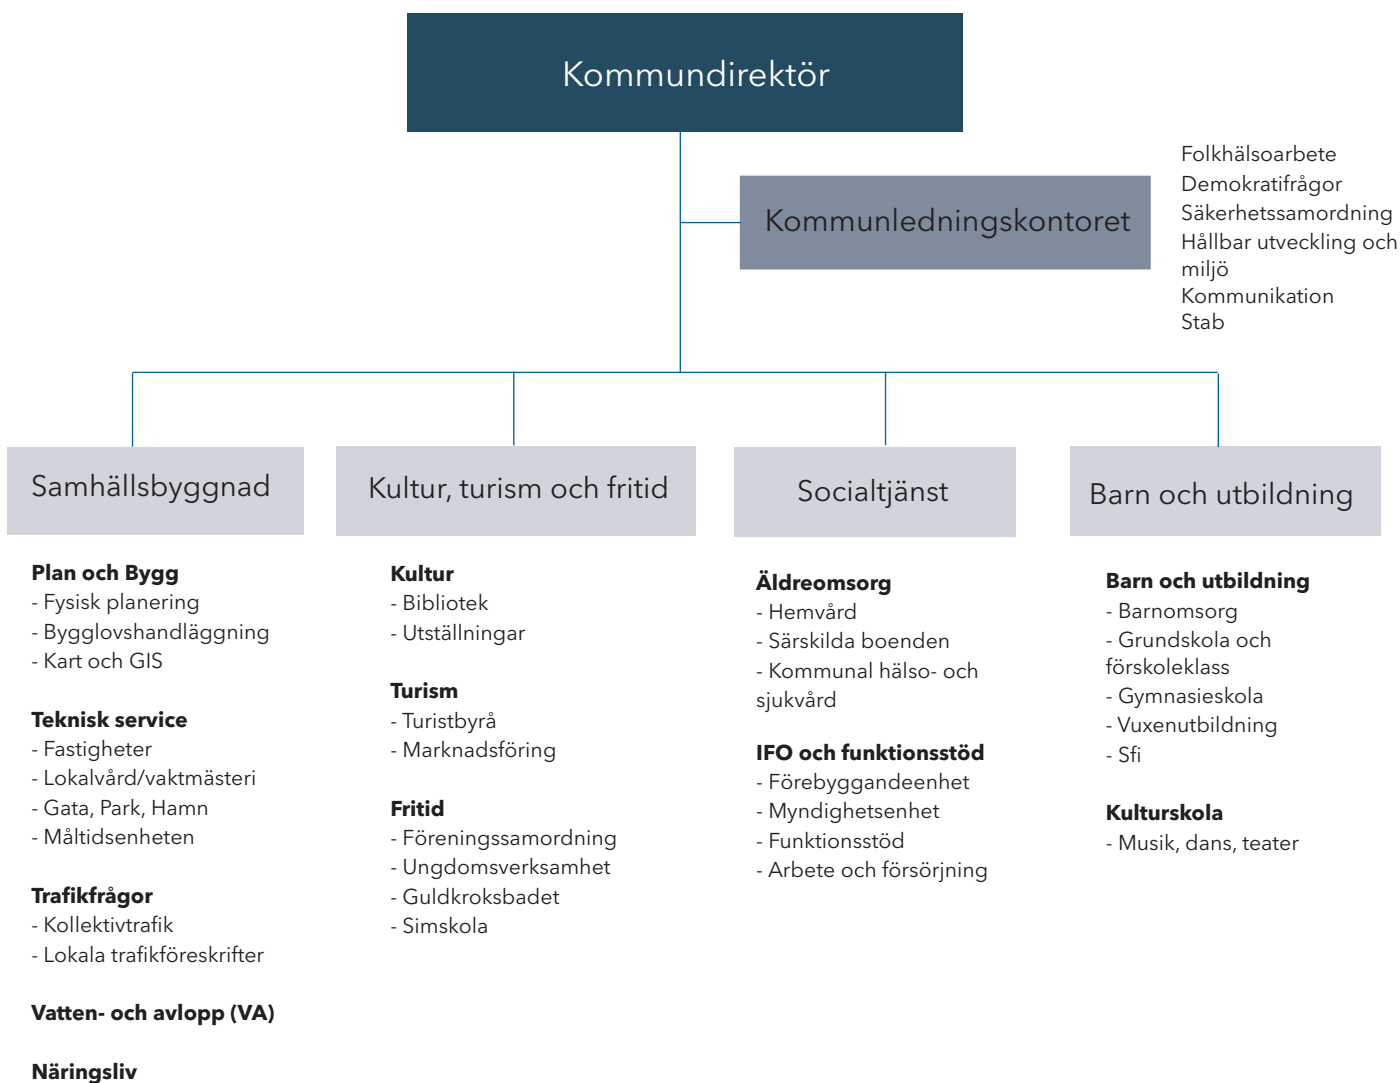 Kommundirektör
Kommunledningskontoret
Folkhälsoarbete
Demokratifrågor
Säkerhetssamordning
Hållbar utveckling och
miljö
Kommunikation
Stab
Samhällsbyggnad
Plan och Bygg
- Fysisk planering
- Bygglovshandläggning
- Kart och GIS
Teknisk service
- Fastigheter
- Lokalvård/vaktmästeri
- Gata, Park, Hamn
- Måltidsenheten
Trafikfrågor
- Kollektivtrafik
- Lokala trafikföreskrifter
Vatten- och avlopp (VA)
Näringsliv
Kultur, turism och fritid
Kultur
- Bibliotek
- Utställningar
Turism
- Turistbyrå
- Marknadsföring
Fritid
- Föreningssamordning
- Ungdomsverksamhet
- Guldkroksbadet
- Simskola
Socialtjänst
Äldreomsorg
- Hemvård
- Särskilda boenden
- Kommunal hälso- och
sjukvård
IFO och funktionsstöd
- Förebyggandeenhet
- Myndighetsenhet
- Funktionsstöd
- Arbete och försörjning
Barn och utbildning
Barn och utbildning
- Barnomsorg
- Grundskola och
förskoleklass
- Gymnasieskola
- Vuxenutbildning
- Sfi
Kulturskola
- Musik, dans, teater